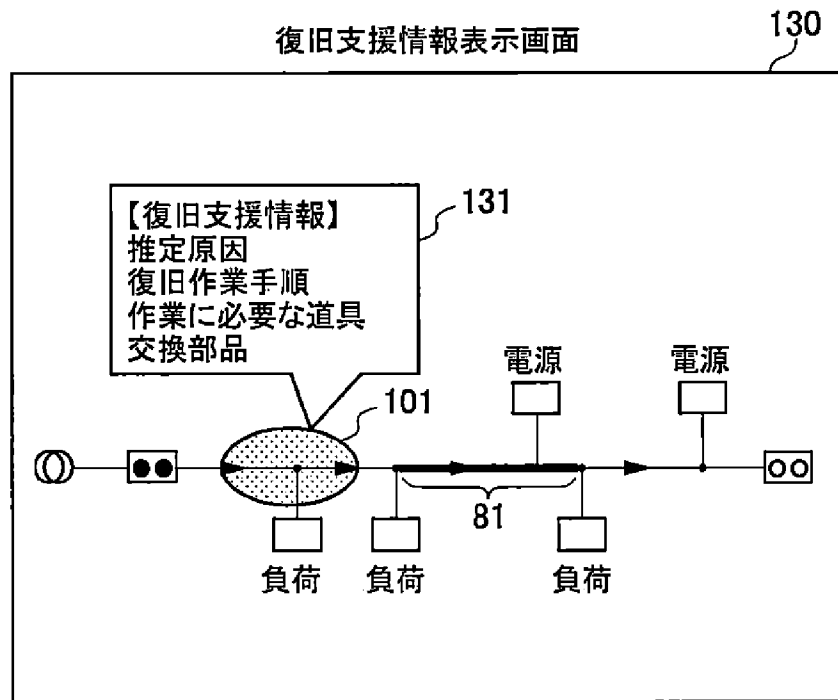 復旧支援情報表示画面
130
【復旧支援情報】
推定原因
復旧作業手順
作業に必要な道具
交換部品
131
電源
電源
101
81
負荷
負荷
負荷